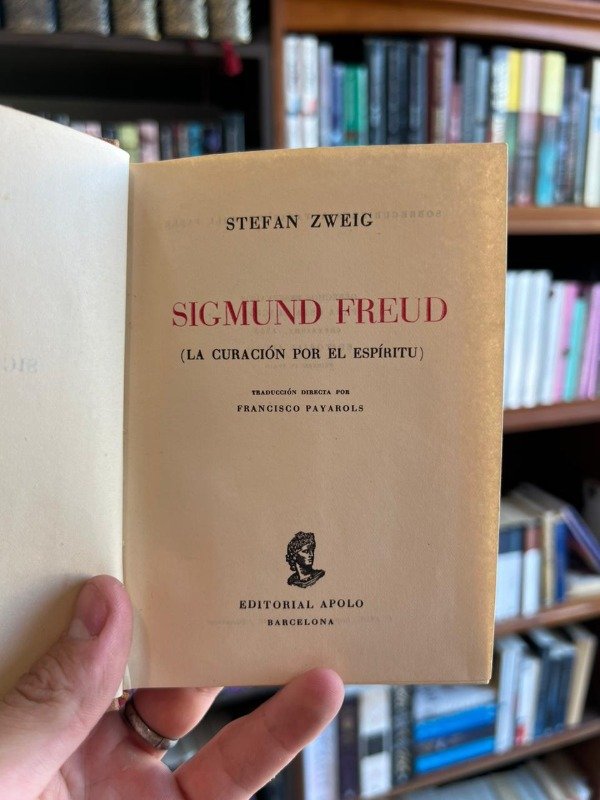 STEFAN ZWEIG
SIGMUND FREUD
(LA CURACIÓN POR EL ESPÍRITU)
TRADUCCIÓN DIRECTA POR
FRANCISCO PAYAROLS
EDITORIAL APOLO
BARCELONA